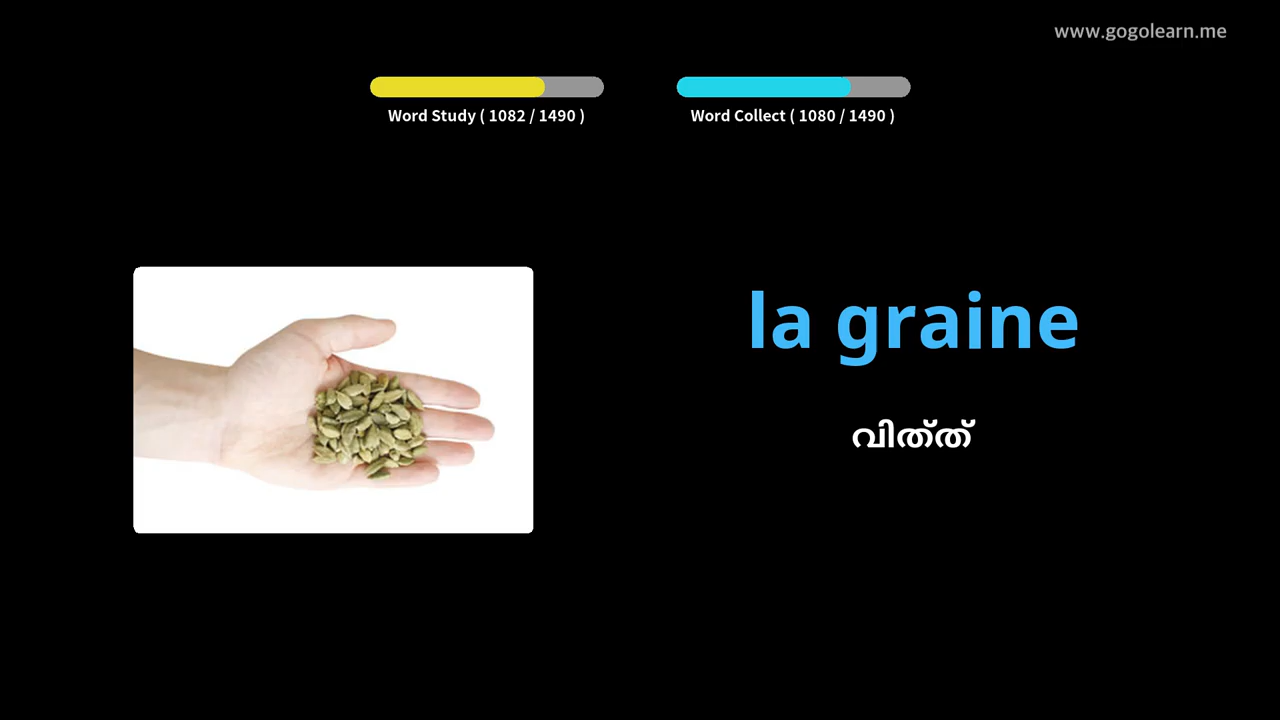 www.gogolearn.me
Word Study ( 1082 / 1490 )
Word Collect ( 1080 / 1490 )
la graine
വിത്ത്